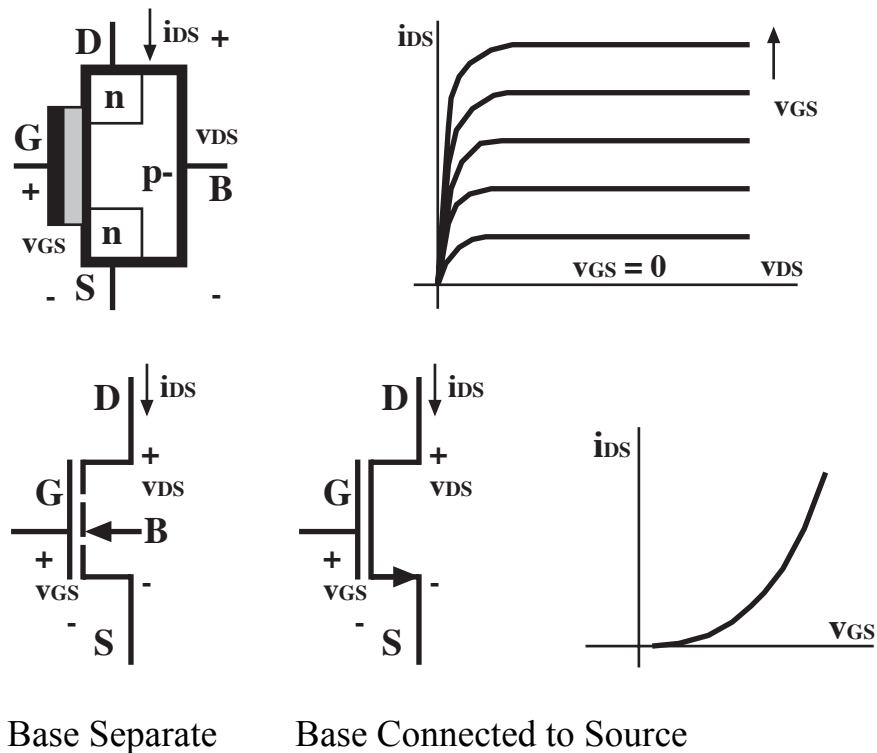 D
iDS +
n
G
vDS
+
p-
B
vGS
n
- S -
iDS
vGS
vGS = 0
vDS
D iDS
+
G vDS
B
+
vGS -
-
S
D iDS
+
G vDS
+
vGS -
-
S
iDS
vGS
Base Separate
Base Connected to Source